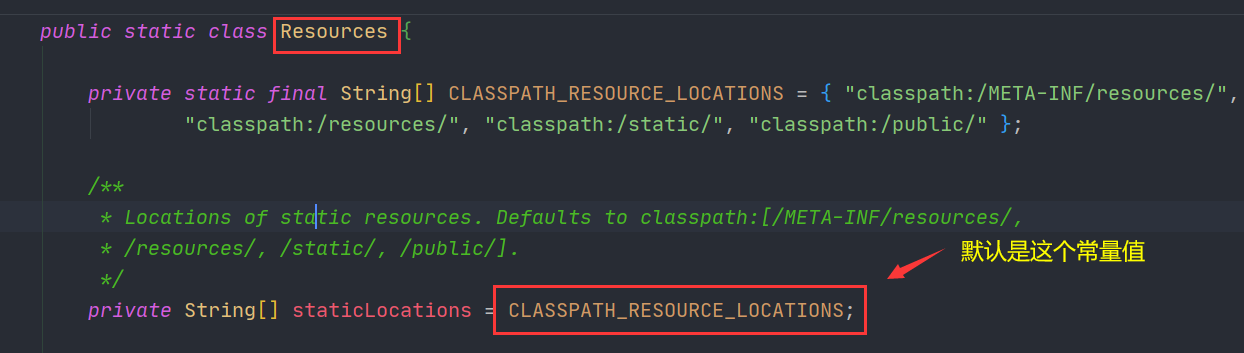 public static class Resources {
private static final String[] CLASSPATH_RESOURCE_LOCATIONS = { "classpath:/META-INF/resources/",
"classpath:/resources/", "classpath:/static/", "classpath:/public/" };
/**
* Locations of static resources. Defaults to classpath:[/META-INF/resources/,
* /resources/, /static/, /public/].
默认是这个常量值
*/
private String[] staticLocations = CLASSPATH_RESOURCE_LOCATIONS;